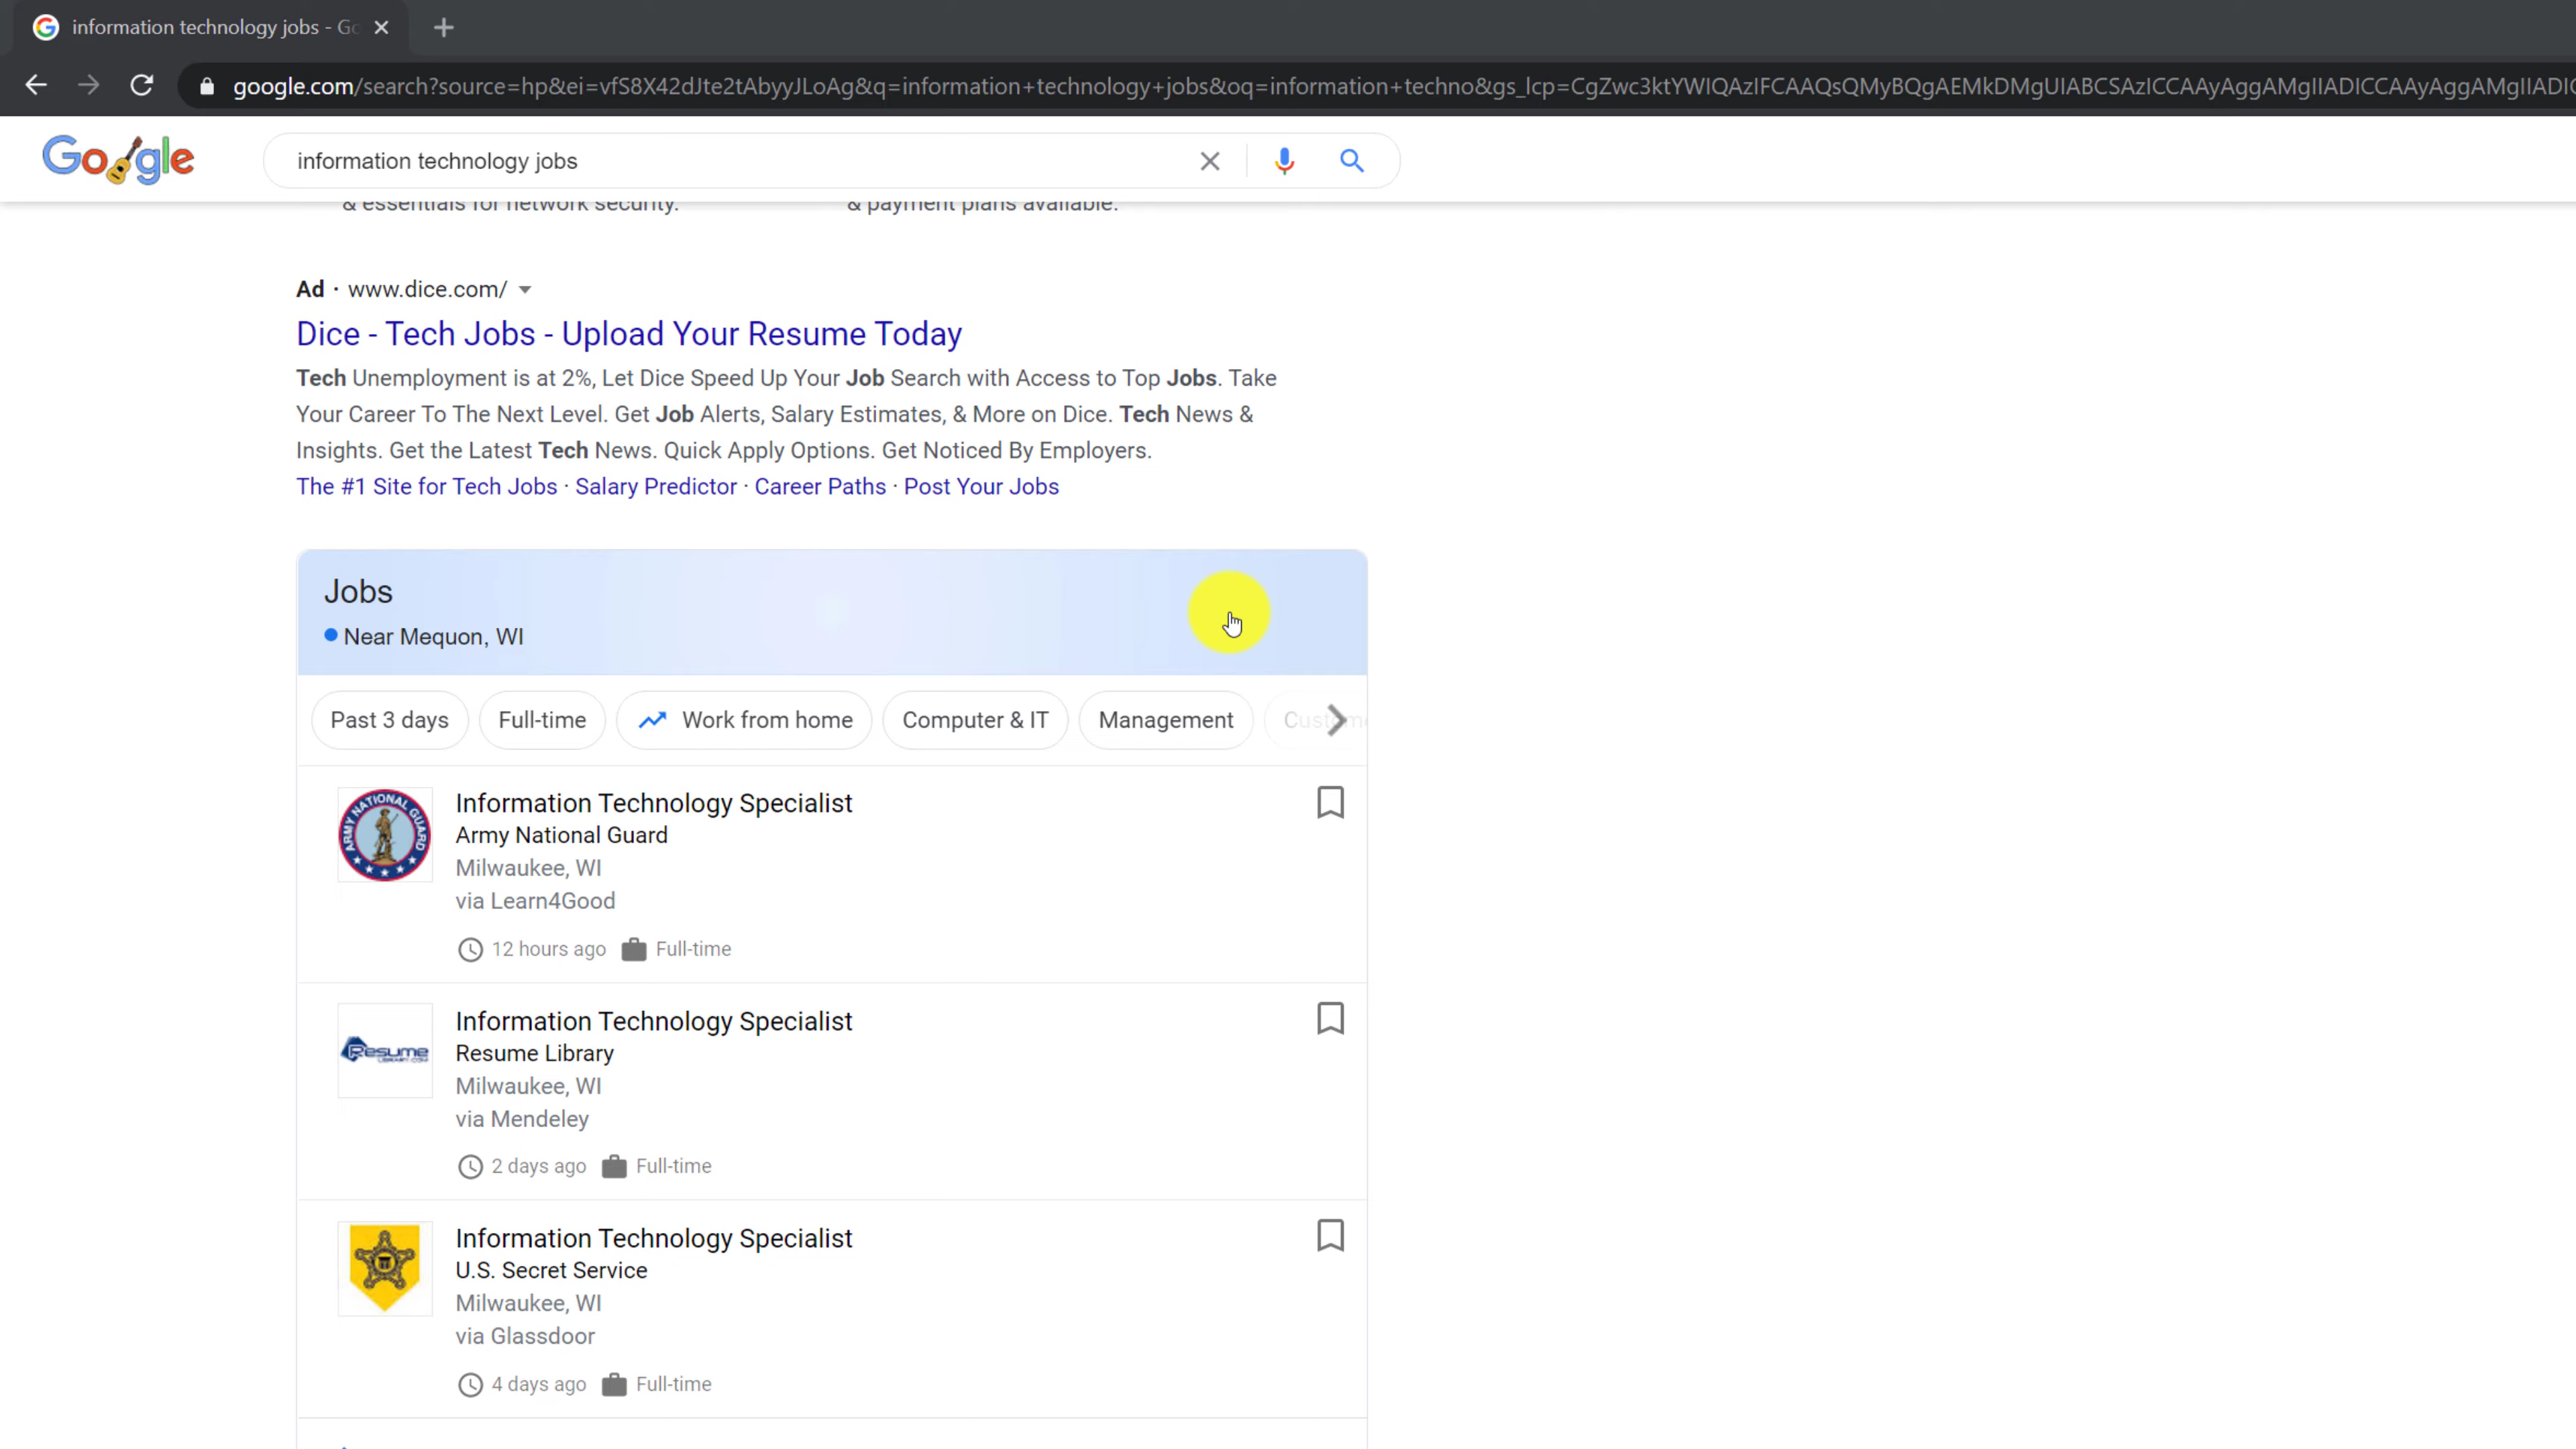 information technology jobs - Go
google.com/search?source=hp&ei=vfS8X42dJte2tAbyyJLoAg&q=information+technology+jobs&oq=information+techno&gs_lcp=CgZwc3ktYWIQAzIFCAAQsQMyBQgAEMkDMgUIABCSAzICCAAyAggAMgIIADICCAAyAggAMgIIADIC
Google
information technology jobs
& essentials for network security.
& payment plans available.
Ad · www.dice.com/
Dice - Tech Jobs - Upload Your Resume Today
Tech Unemployment is at 2%, Let Dice Speed Up Your Job Search with Access to Top Jobs. Take
Your Career To The Next Level. Get Job Alerts, Salary Estimates, & More on Dice. Tech News &
Insights. Get the Latest Tech News. Quick Apply Options. Get Noticed By Employers.
The #1 Site for Tech Jobs · Salary Predictor · Career Paths · Post Your Jobs
Jobs
Near Mequon, WI
Past 3 days
Full-time
Work from home
Computer & IT
Management
ARMY NATIONAL GUARD
Information Technology Specialist
Army National Guard
Milwaukee, WI
via Learn4Good
12 hours ago Full-time
Resume
LIBRARY.COM
Information Technology Specialist
Resume Library
Milwaukee, WI
via Mendeley
2 days ago Full-time
Information Technology Specialist
U.S. Secret Service
Milwaukee, WI
via Glassdoor
4 days ago Full-time